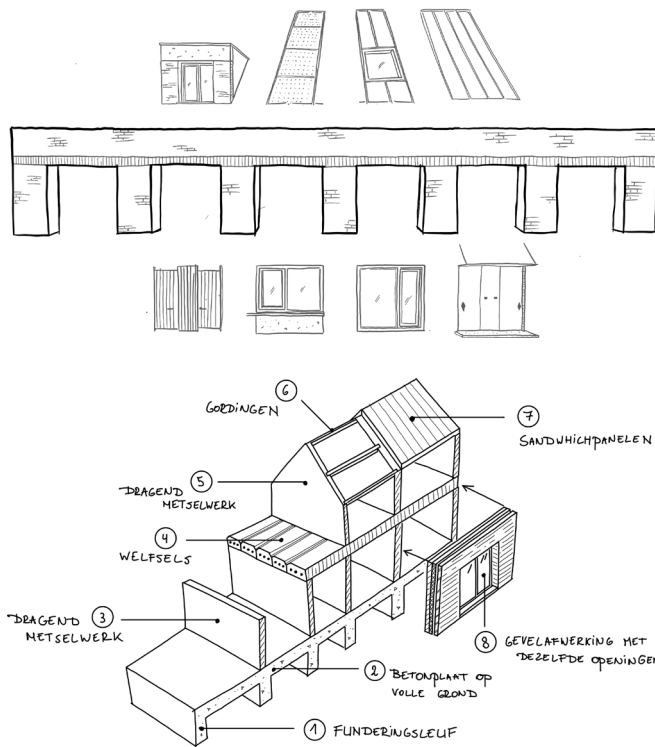 6
GORDINGEN
7
SANDWHICHPANELEN
DRAGEND 5
METSELWERK
4
WELFSELS
DRAGEND 3
METSELWERK
8 GEVELAFWERKING MET
DEZELFDE OPENINGEN
2 BETONPLAAT OP
VOLLE GROND
1 FUNDERINGSLEUF